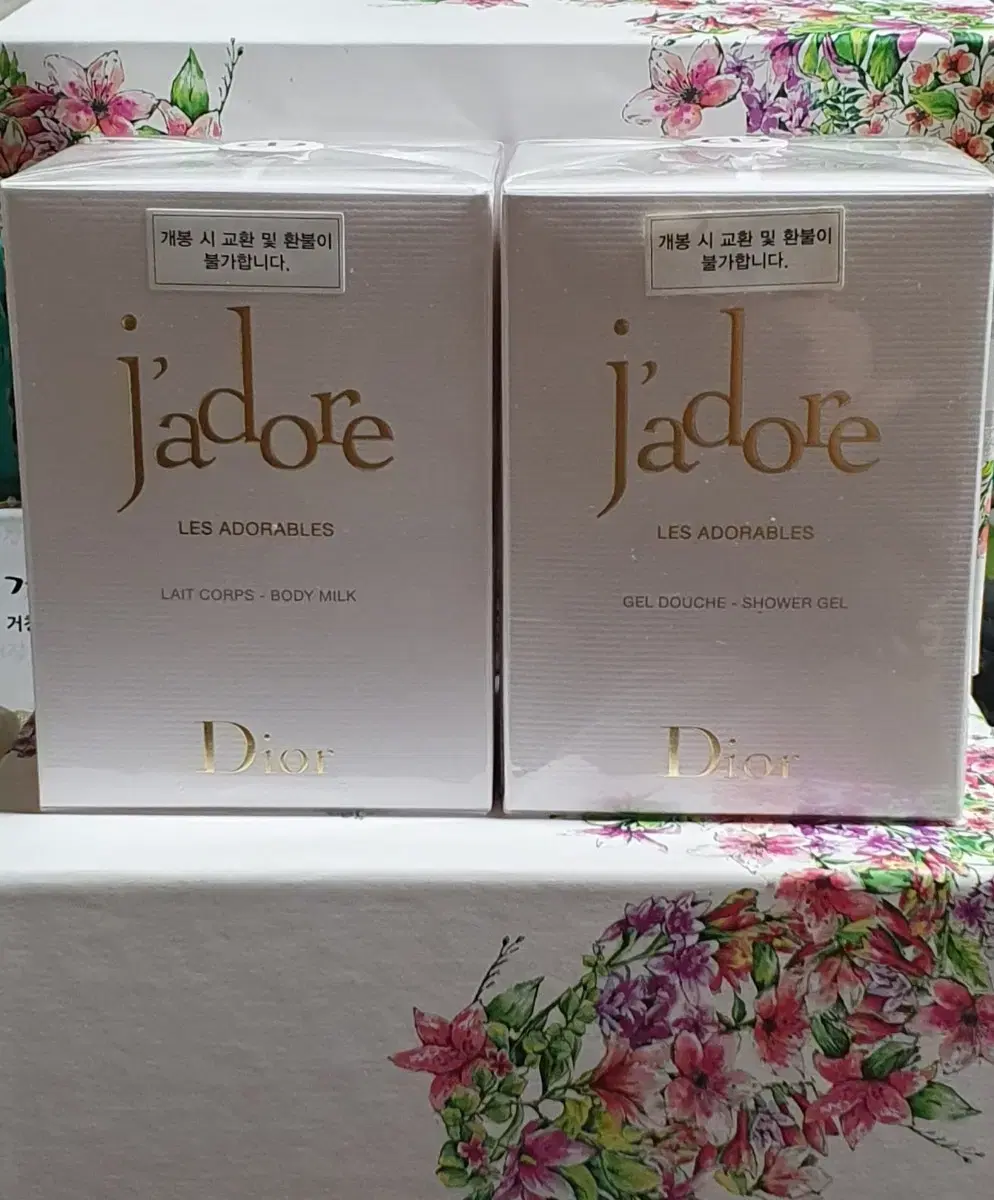 개봉 시 교환 및 환불이
불가합니다.
j'adore
LES ADORABLES
LAIT CORPS - BODY MILK
Dior
개봉 시 교환 및 환불이
불가합니다.
j'adore
LES ADORABLES
GEL DOUCHE - SHOWER GEL
Dior